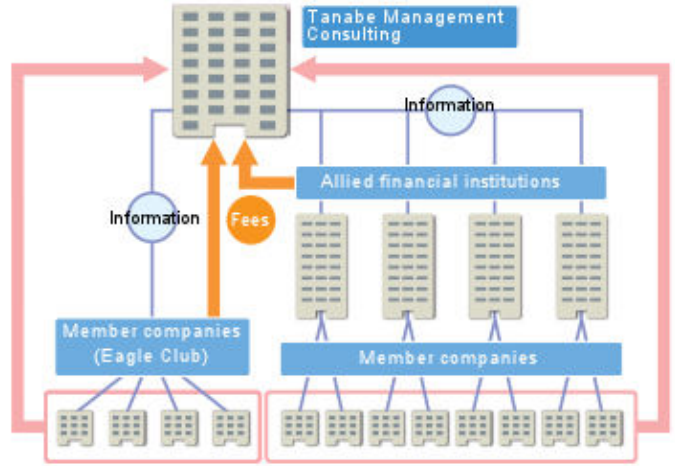 Tanabe Management
Consulting
Information
Allied financial institutions
Information
Fees
Member companies
(Eagle Club)
Member companies